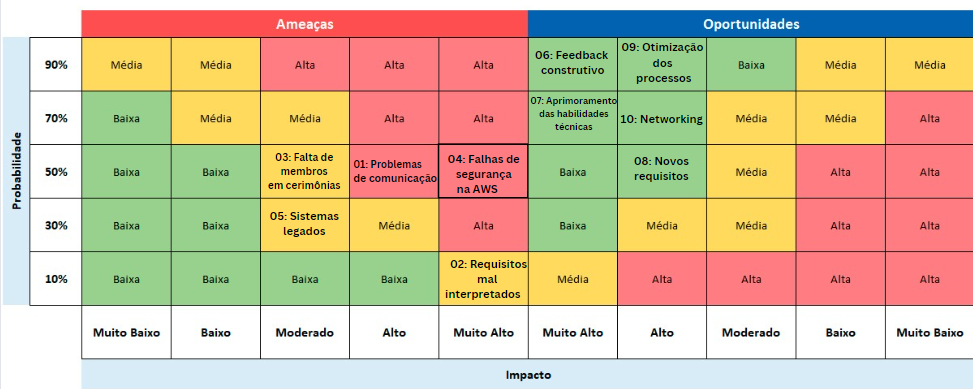 Ameaças Oportunidades
Probabilidade
90% Média Média Alta Alta Alta 06: Feedback construtivo 09: Otimização dos processos Baixa Média Média
70% Baixa Média Média Alta Alta 07: Aprimoramento das habilidades técnicas 10: Networking Média Média Alta
50% Baixa Baixa 03: Falta de membros em cerimônias 01: Problemas de comunicação 04: Falhas de segurança na AWS Baixa 08: Novos requisitos Média Alta Alta
30% Baixa Baixa 05: Sistemas legados Média Alta Baixa Média Média Alta Alta
10% Baixa Baixa Baixa Baixa 02: Requisitos mal interpretados Média Alta Alta Alta Alta
Muito Baixo Baixo Moderado Alto Muito Alto Muito Alto Alto Moderado Baixo Muito Baixo
Impacto